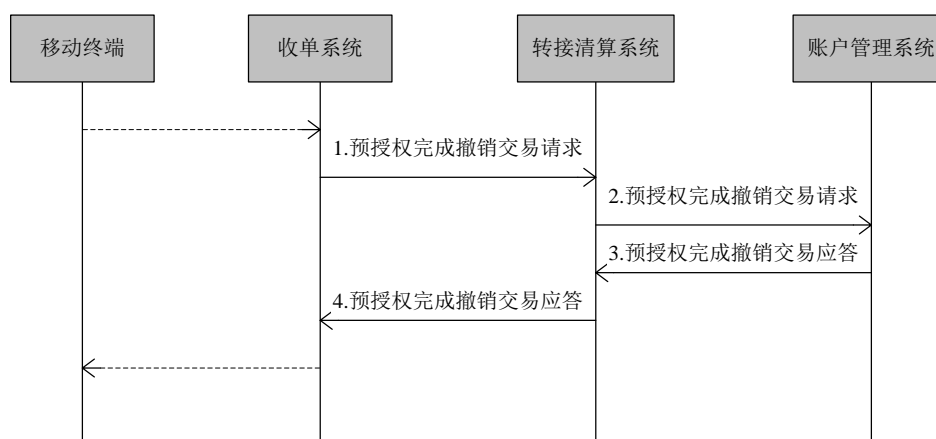 移动终端
收单系统
转接清算系统
账户管理系统
1.预授权完成撤销交易请求
2.预授权完成撤销交易请求
3.预授权完成撤销交易应答
4.预授权完成撤销交易应答